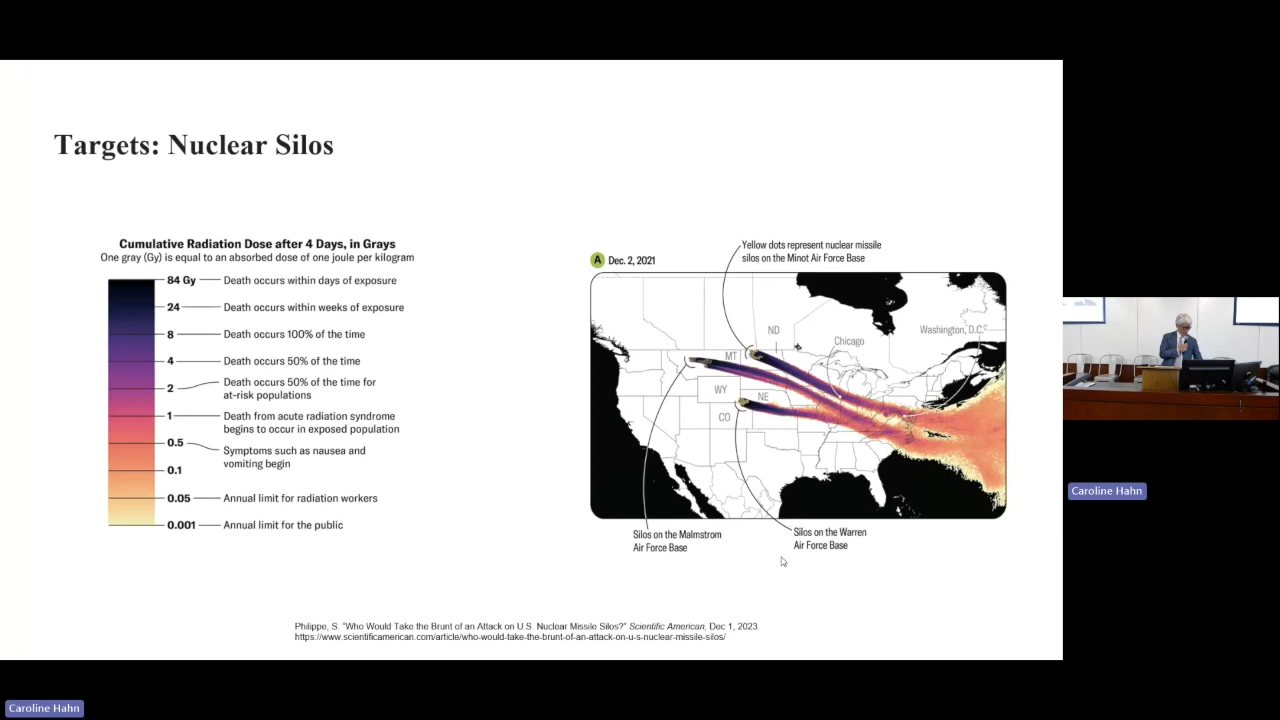 Targets: Nuclear Silos
Cumulative Radiation Dose after 4 Days, in Grays
One gray (Gy) is equal to an absorbed dose of one joule per kilogram
84 Gy Death occurs within days of exposure
24 Death occurs within weeks of exposure
8 Death occurs 100% of the time
4 Death occurs 50% of the time
2 Death occurs 50% of the time for
at-risk populations
1 Death from acute radiation syndrome
begins to occur in exposed population
0.5 Symptoms such as nausea and
vomiting begin
0.1
0.05 Annual limit for radiation workers
0.001 Annual limit for the public
Yellow dots represent nuclear missile
silos on the Minot Air Force Base
A Dec. 2, 2021
ND
Washington, D.C.
Chicago
MT
WY
NE
CO
Silos on the Malmstrom
Air Force Base
Silos on the Warren
Air Force Base
Philippe, S. "Who Would Take the Brunt of an Attack on U.S. Nuclear Missile Silos?" Scientific American, Dec 1, 2023.
https://www.scientificamerican.com/article/who-would-take-the-brunt-of-an-attack-on-u-s-nuclear-missile-silos/
Caroline Hahn
Caroline Hahn